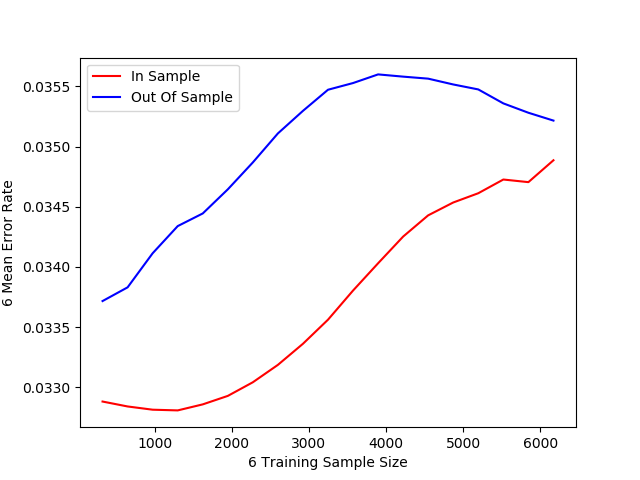 In Sample
Out Of Sample
0.0355
0.0350
0.0345
0.0340
0.0335
0.0330
6 Mean Error Rate
1000 2000 3000 4000 5000 6000
6 Training Sample Size